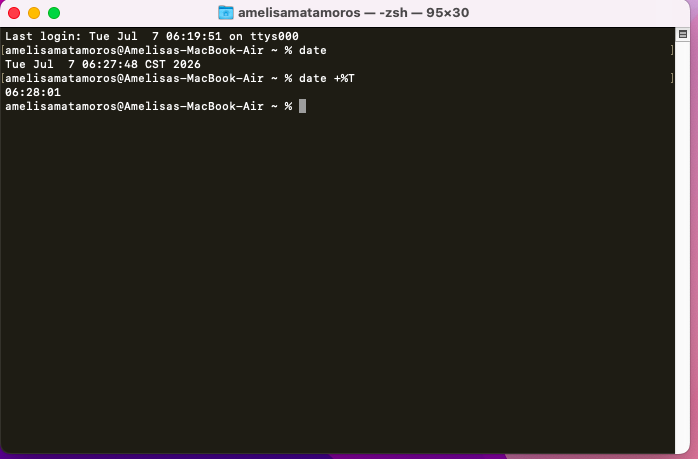 amelisamatamoros — -zsh — 95×30
Last login: Tue Jul  7 06:19:51 on ttys000
[amelisamatamoros@Amelisas-MacBook-Air ~ % date ]
Tue Jul  7 06:27:48 CST 2026
[amelisamatamoros@Amelisas-MacBook-Air ~ % date +%T ]
06:28:01
amelisamatamoros@Amelisas-MacBook-Air ~ %